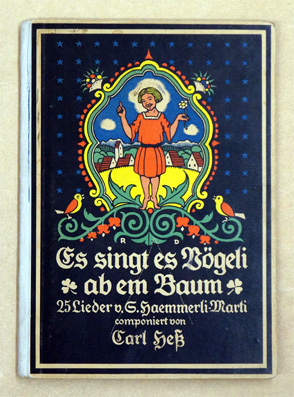 R D
Es singt es Vögeli
ab em Baum
25 Lieder v. S. Haemmerli-Marti
componiert von
Carl Heß